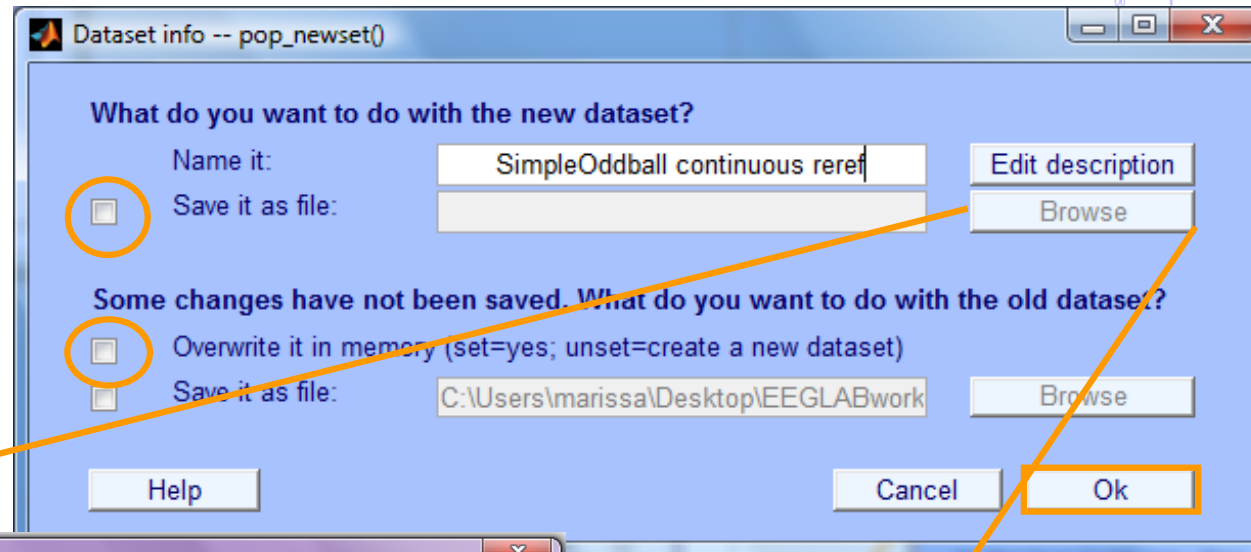 Dataset info -- pop_newset()
What do you want to do with the new dataset?
Name it: SimpleOddball continuous reref Edit description
Save it as file: Browse
Some changes have not been saved. What do you want to do with the old dataset?
Overwrite it in memory (set=yes; unset=create a new dataset)
Save it as file: C:\Users\marissa\Desktop\EEGLABwork Browse
Help Cancel Ok